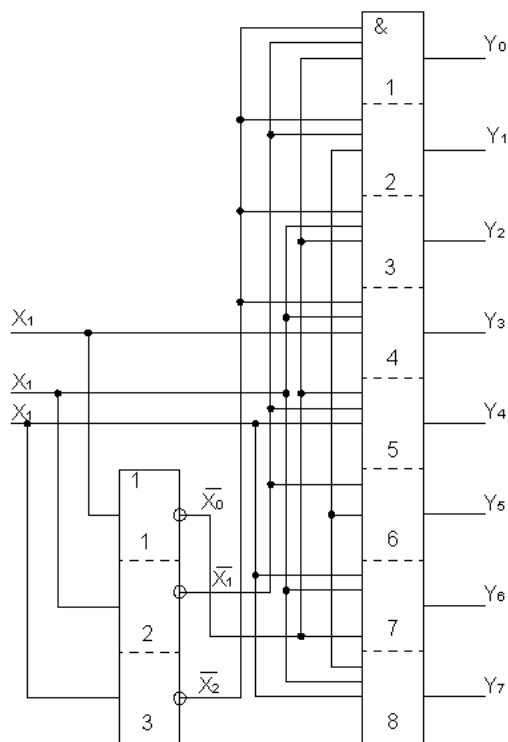 & Y₀
1
Y₁
2
Y₂
3
X₁ Y₃
4
X₁
X₁ Y₄
5
1 X̅₀ Y₅
1 6
X̅₁ Y₆
2 7
X̅₂ Y₇
3 8